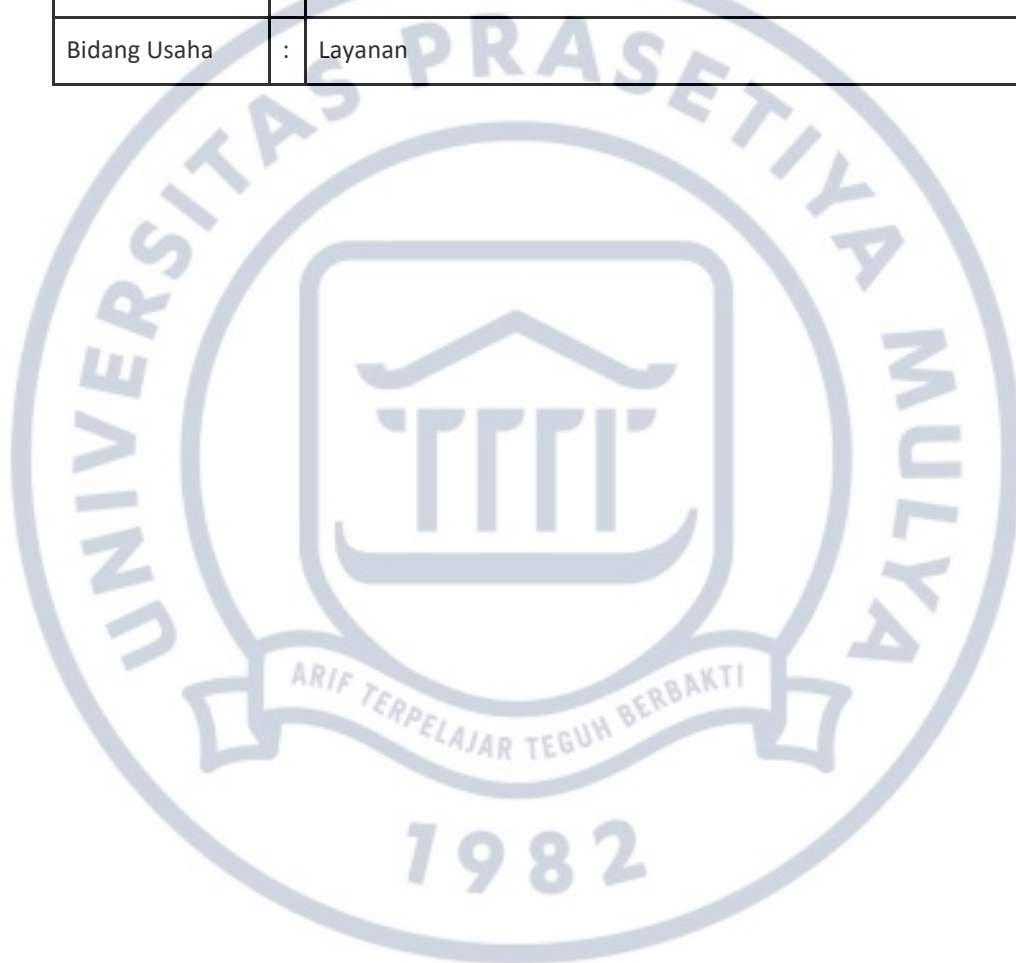 Bidang Usaha : Layanan
UNIVERSITAS PRASETIYA MULYA
ARIF TERPELAJAR TEGUH BERBAKTI
1982